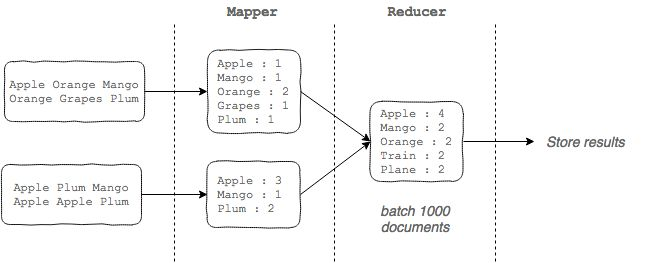 Mapper
Reducer
Apple Orange Mango
Orange Grapes Plum
Apple : 1
Mango : 1
Orange : 2
Grapes : 1
Plum : 1
Apple Plum Mango
Apple Apple Plum
Apple : 3
Mango : 1
Plum : 2
Apple : 4
Mango : 2
Orange : 2
Train : 2
Plane : 2
batch 1000
documents
Store results